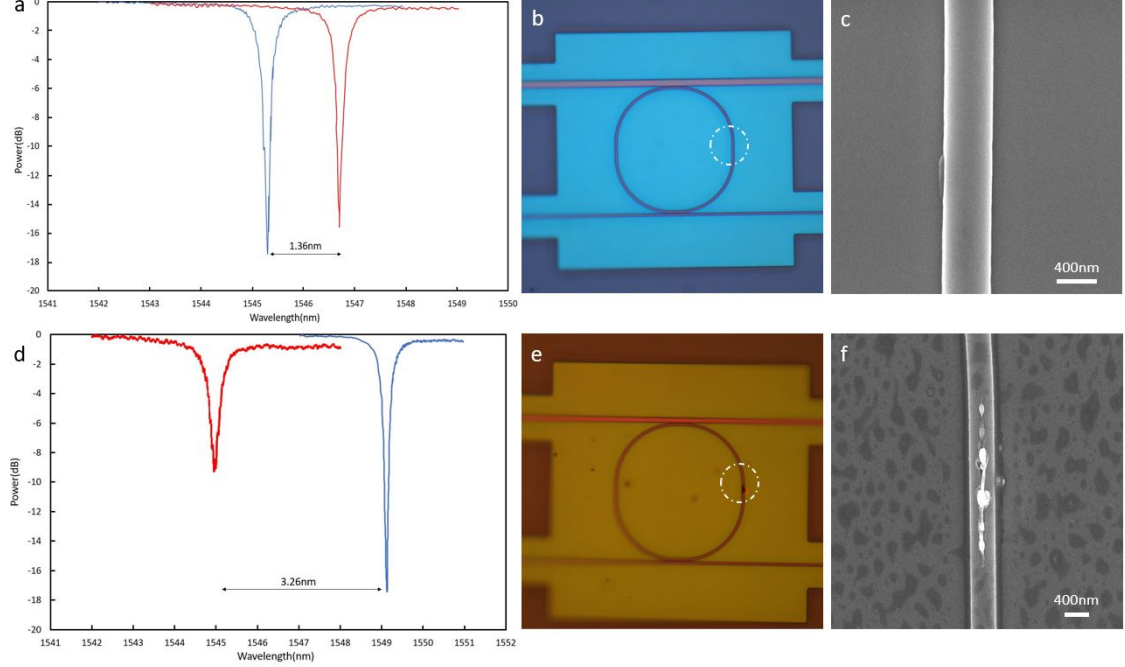 a
0
-2
-4
-6
-8
-10
-12
-14
-16
-18
-20
Power(dB)
1.36nm
1541 1542 1543 1544 1545 1546 1547 1548 1549 1550
Wavelength(nm)
b
c
400nm
d
0
-2
-4
-6
-8
-10
-12
-14
-16
-18
-20
Power(dB)
3.26nm
1541 1542 1543 1544 1545 1546 1547 1548 1549 1550 1551 1552
Wavelength(nm)
e
f
400nm